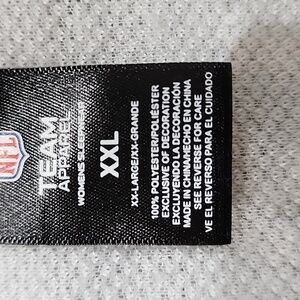 NFL
TEAM
APPAREL
WOMENS SLEEPWEAR
XXL
XX-LARGE/XX-GRANDE
100% POLYESTER/POLIÉSTER
EXCLUSIVE OF DECORATION
EXCLUYENDO LA DECORACIÓN
MADE IN CHINA/HECHO EN CHINA
SEE REVERSE FOR CARE
VE EL REVERSO PARA EL CUIDADO